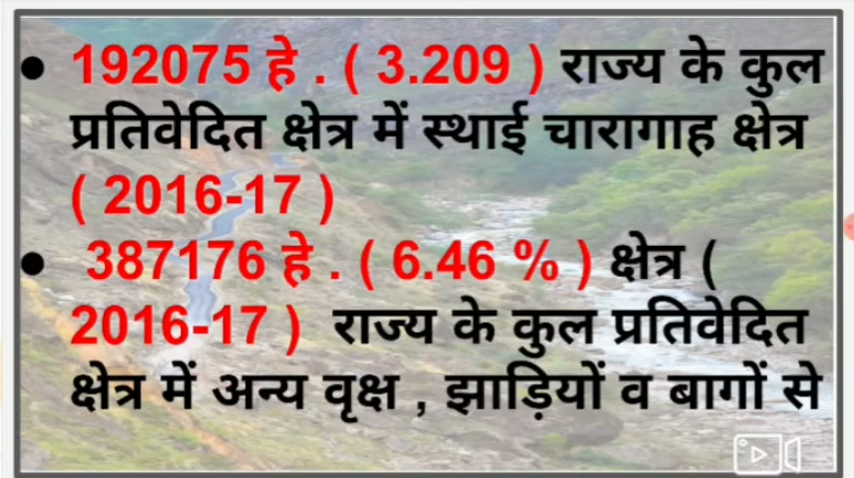 • 192075 हे . ( 3.209 ) राज्य के कुल
प्रतिवेदित क्षेत्र में स्थाई चारागाह क्षेत्र
( 2016-17 )
• 387176 हे . ( 6.46 % ) क्षेत्र (
2016-17 ) राज्य के कुल प्रतिवेदित
क्षेत्र में अन्य वृक्ष , झाड़ियों व बागों से